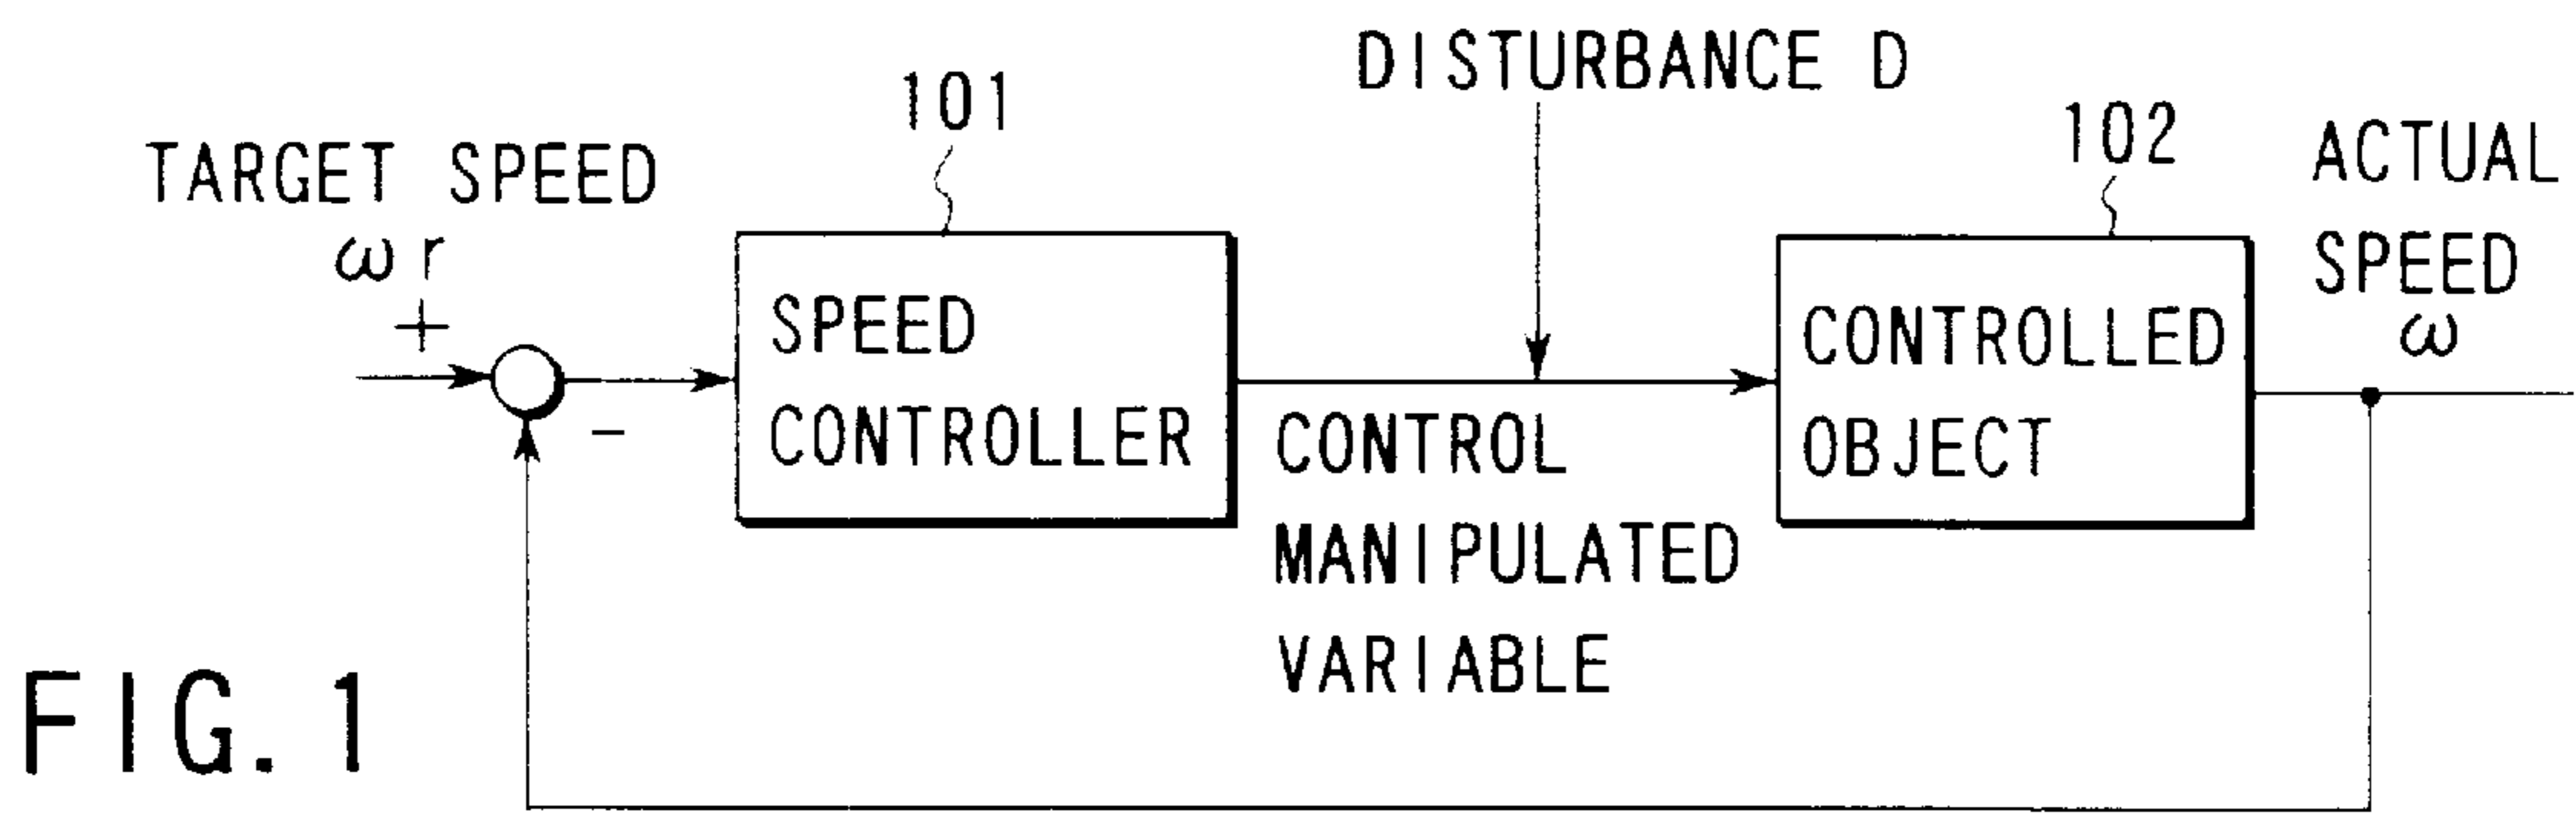 DISTURBANCE D
101
102
TARGET SPEED
ωr
+
-
SPEED
CONTROLLER
CONTROL
MANIPULATED
VARIABLE
CONTROLLED
OBJECT
ACTUAL
SPEED
ω
FIG. 1